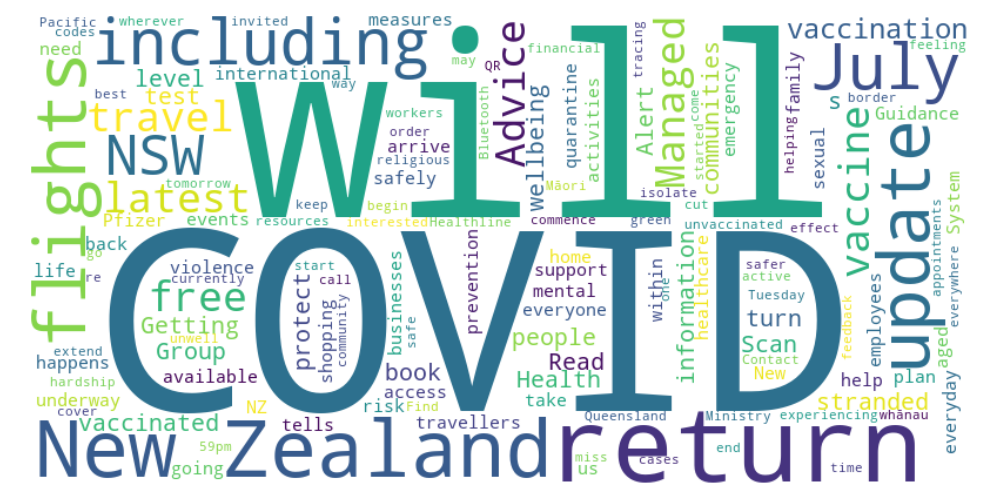 Pacific
wherever
invited
measures
codes
including
will
Advice
financial
tracing
Managed
vaccination
July
feeling
need
level
international
may
QR
best
test
way
workers
Bluetooth
wellbeing
quarantine
activities
Alert
communities
emergency
started
come
helping
family
s
border
Guidance
flights
travel
NSW
order
arrive
religious
safely
sexual
vaccine
update
System
latest
tomorrow
keep
begin
Māori
isolate
cut
Pfizer
events
resources
interested
Healthline
commence
green
unvaccinated
effect
appointments
everywhere
back
go
life
re
violence
currently
start
call
COVID
prevention
home
support
mental
everyone
within
one
information
healthcare
safer
active
Tuesday
turn
Scan
Contact
New
feedback
employees
aged
free
protect
shopping
community
businesses
safe
Getting
unwell
Group
people
Read
Health
take
extend
happens
hardship
available
book
access
risk
Find
help
plan
stranded
everyday
underway
cover
vaccinated
NZ
tells
travellers
Queensland
Ministry
experiencing
whānau
New Zealand
return
59pm
going
miss
us
cases
end
time